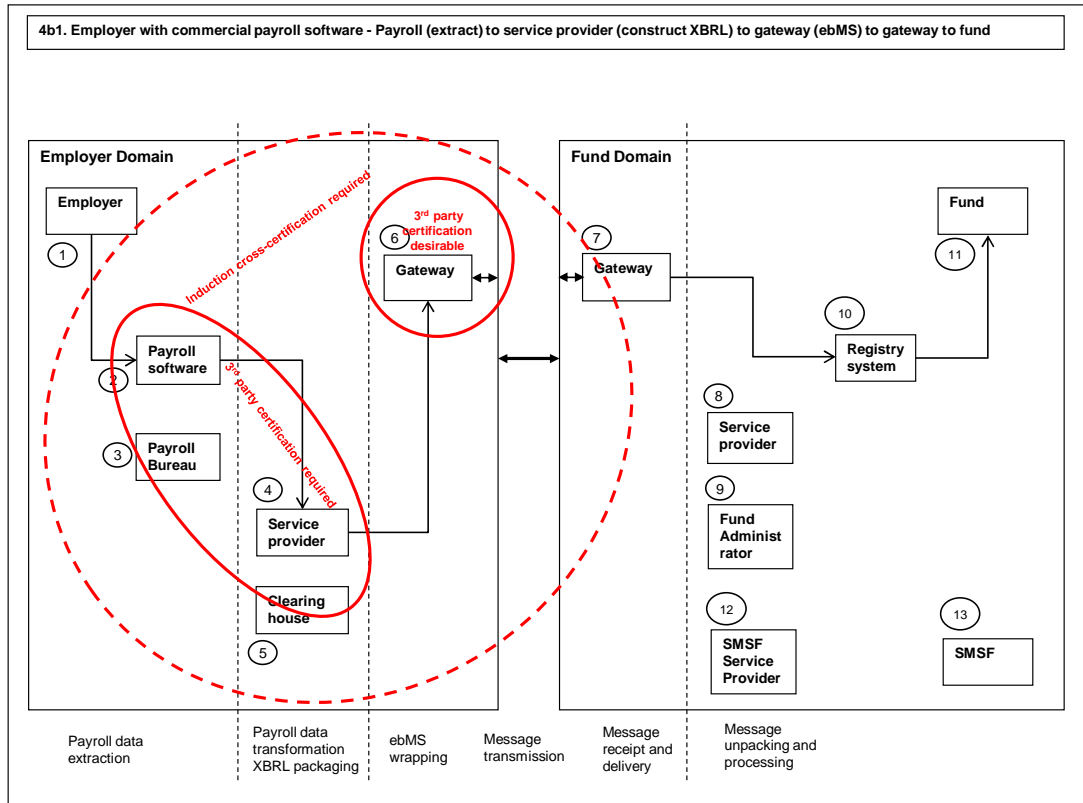 4b1. Employer with commercial payroll software - Payroll (extract) to service provider (construct XBRL) to gateway (ebMS) to gateway to fund
Employer Domain
Fund Domain
Employer
1
Induction cross-certification required
3rd party
certification
desirable
6
Gateway
7
Gateway
Fund
11
10
Registry
system
Payroll
software
2
3rd party certification required
3
Payroll
Bureau
4
Service
provider
Clearing
house
5
8
Service
provider
9
Fund
Administ
rator
12
SMSF
Service
Provider
13
SMSF
Payroll data
extraction
Payroll data
transformation
XBRL packaging
ebMS
wrapping
Message
transmission
Message
receipt and
delivery
Message
unpacking and
processing